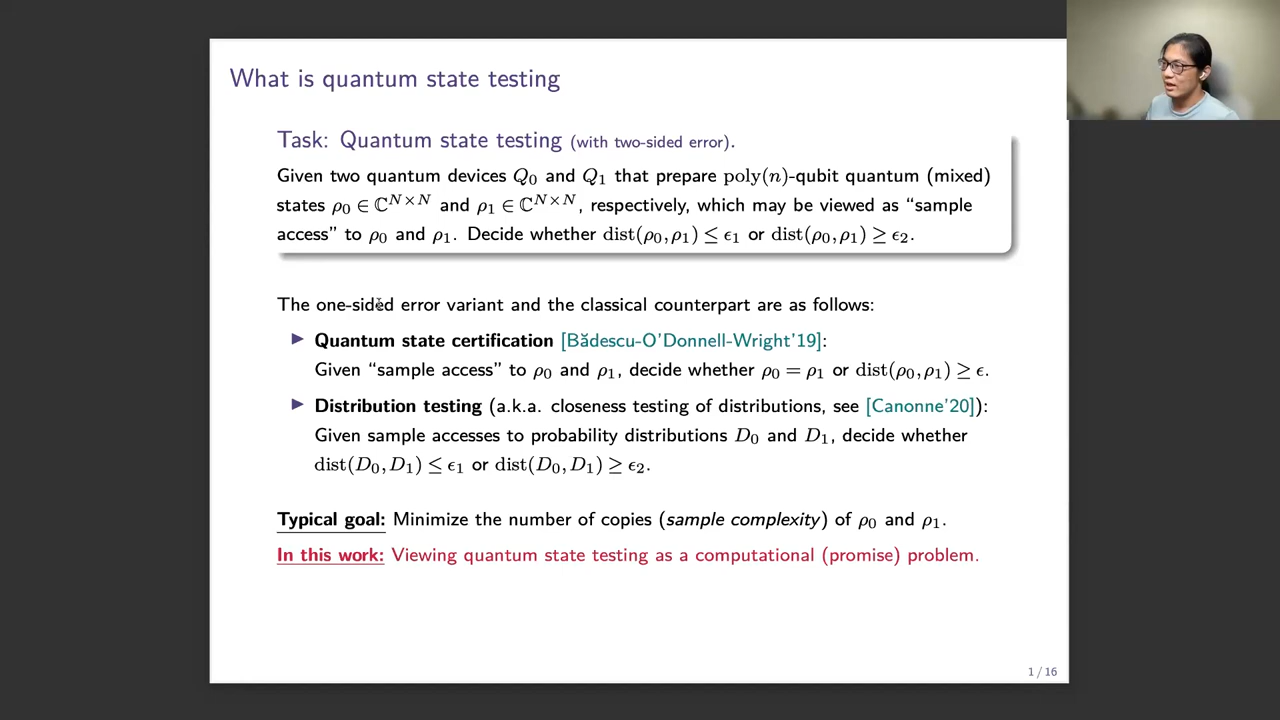 What is quantum state testing
Task: Quantum state testing (with two-sided error).
Given two quantum devices Q₀ and Q₁ that prepare poly(n)-qubit quantum (mixed)
states ρ₀ ∈ ℂᴺˣᴺ and ρ₁ ∈ ℂᴺˣᴺ, respectively, which may be viewed as “sample
access” to ρ₀ and ρ₁. Decide whether dist(ρ₀, ρ₁) ≤ ϵ₁ or dist(ρ₀, ρ₁) ≥ ϵ₂.
The one-sided error variant and the classical counterpart are as follows:
▶ Quantum state certification [Bădescu-O’Donnell-Wright’19]:
Given “sample access” to ρ₀ and ρ₁, decide whether ρ₀ = ρ₁ or dist(ρ₀, ρ₁) ≥ ϵ.
▶ Distribution testing (a.k.a. closeness testing of distributions, see [Canonne’20]):
Given sample accesses to probability distributions D₀ and D₁, decide whether
dist(D₀, D₁) ≤ ϵ₁ or dist(D₀, D₁) ≥ ϵ₂.
Typical goal: Minimize the number of copies (sample complexity) of ρ₀ and ρ₁.
In this work: Viewing quantum state testing as a computational (promise) problem.
1 / 16